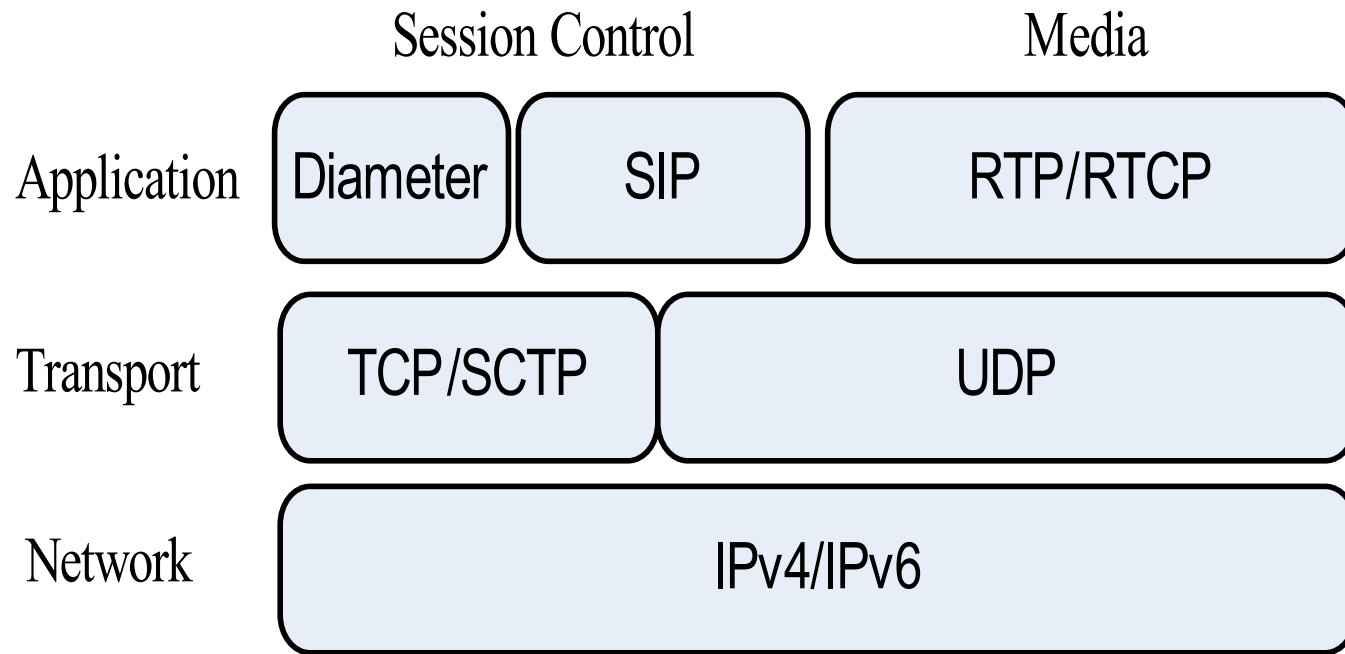 Session Control Media
Application Diameter SIP RTP/RTCP
Transport TCP/SCTP UDP
Network IPv4/IPv6